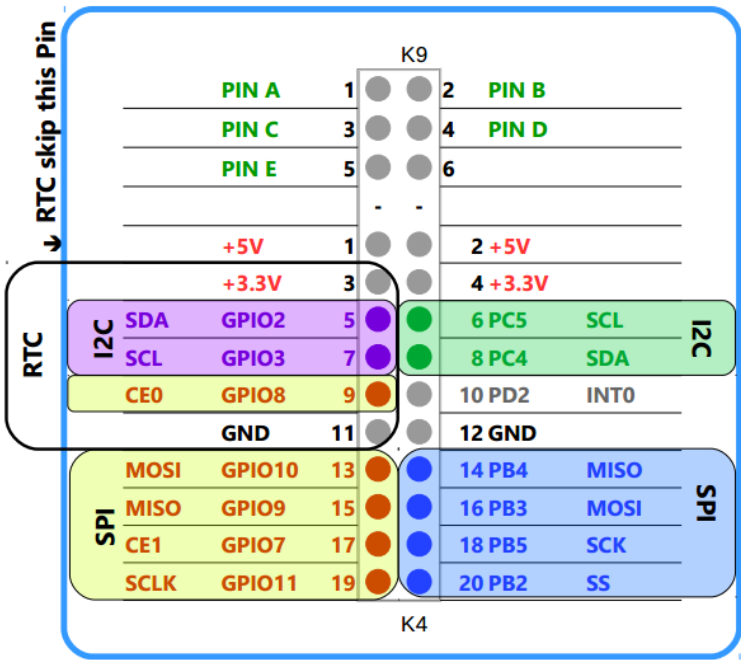 K9
RTC skip this Pin
PIN A 1 2 PIN B
PIN C 3 4 PIN D
PIN E 5 6
- -
+5V 1 2 +5V
+3.3V 3 4 +3.3V
RTC
I2C
SDA GPIO2 5 6 PC5 SCL
SCL GPIO3 7 8 PC4 SDA
I2C
CE0 GPIO8 9 10 PD2 INT0
GND 11 12 GND
SPI
MOSI GPIO10 13 14 PB4 MISO
MISO GPIO9 15 16 PB3 MOSI
CE1 GPIO7 17 18 PB5 SCK
SCLK GPIO11 19 20 PB2 SS
SPI
K4